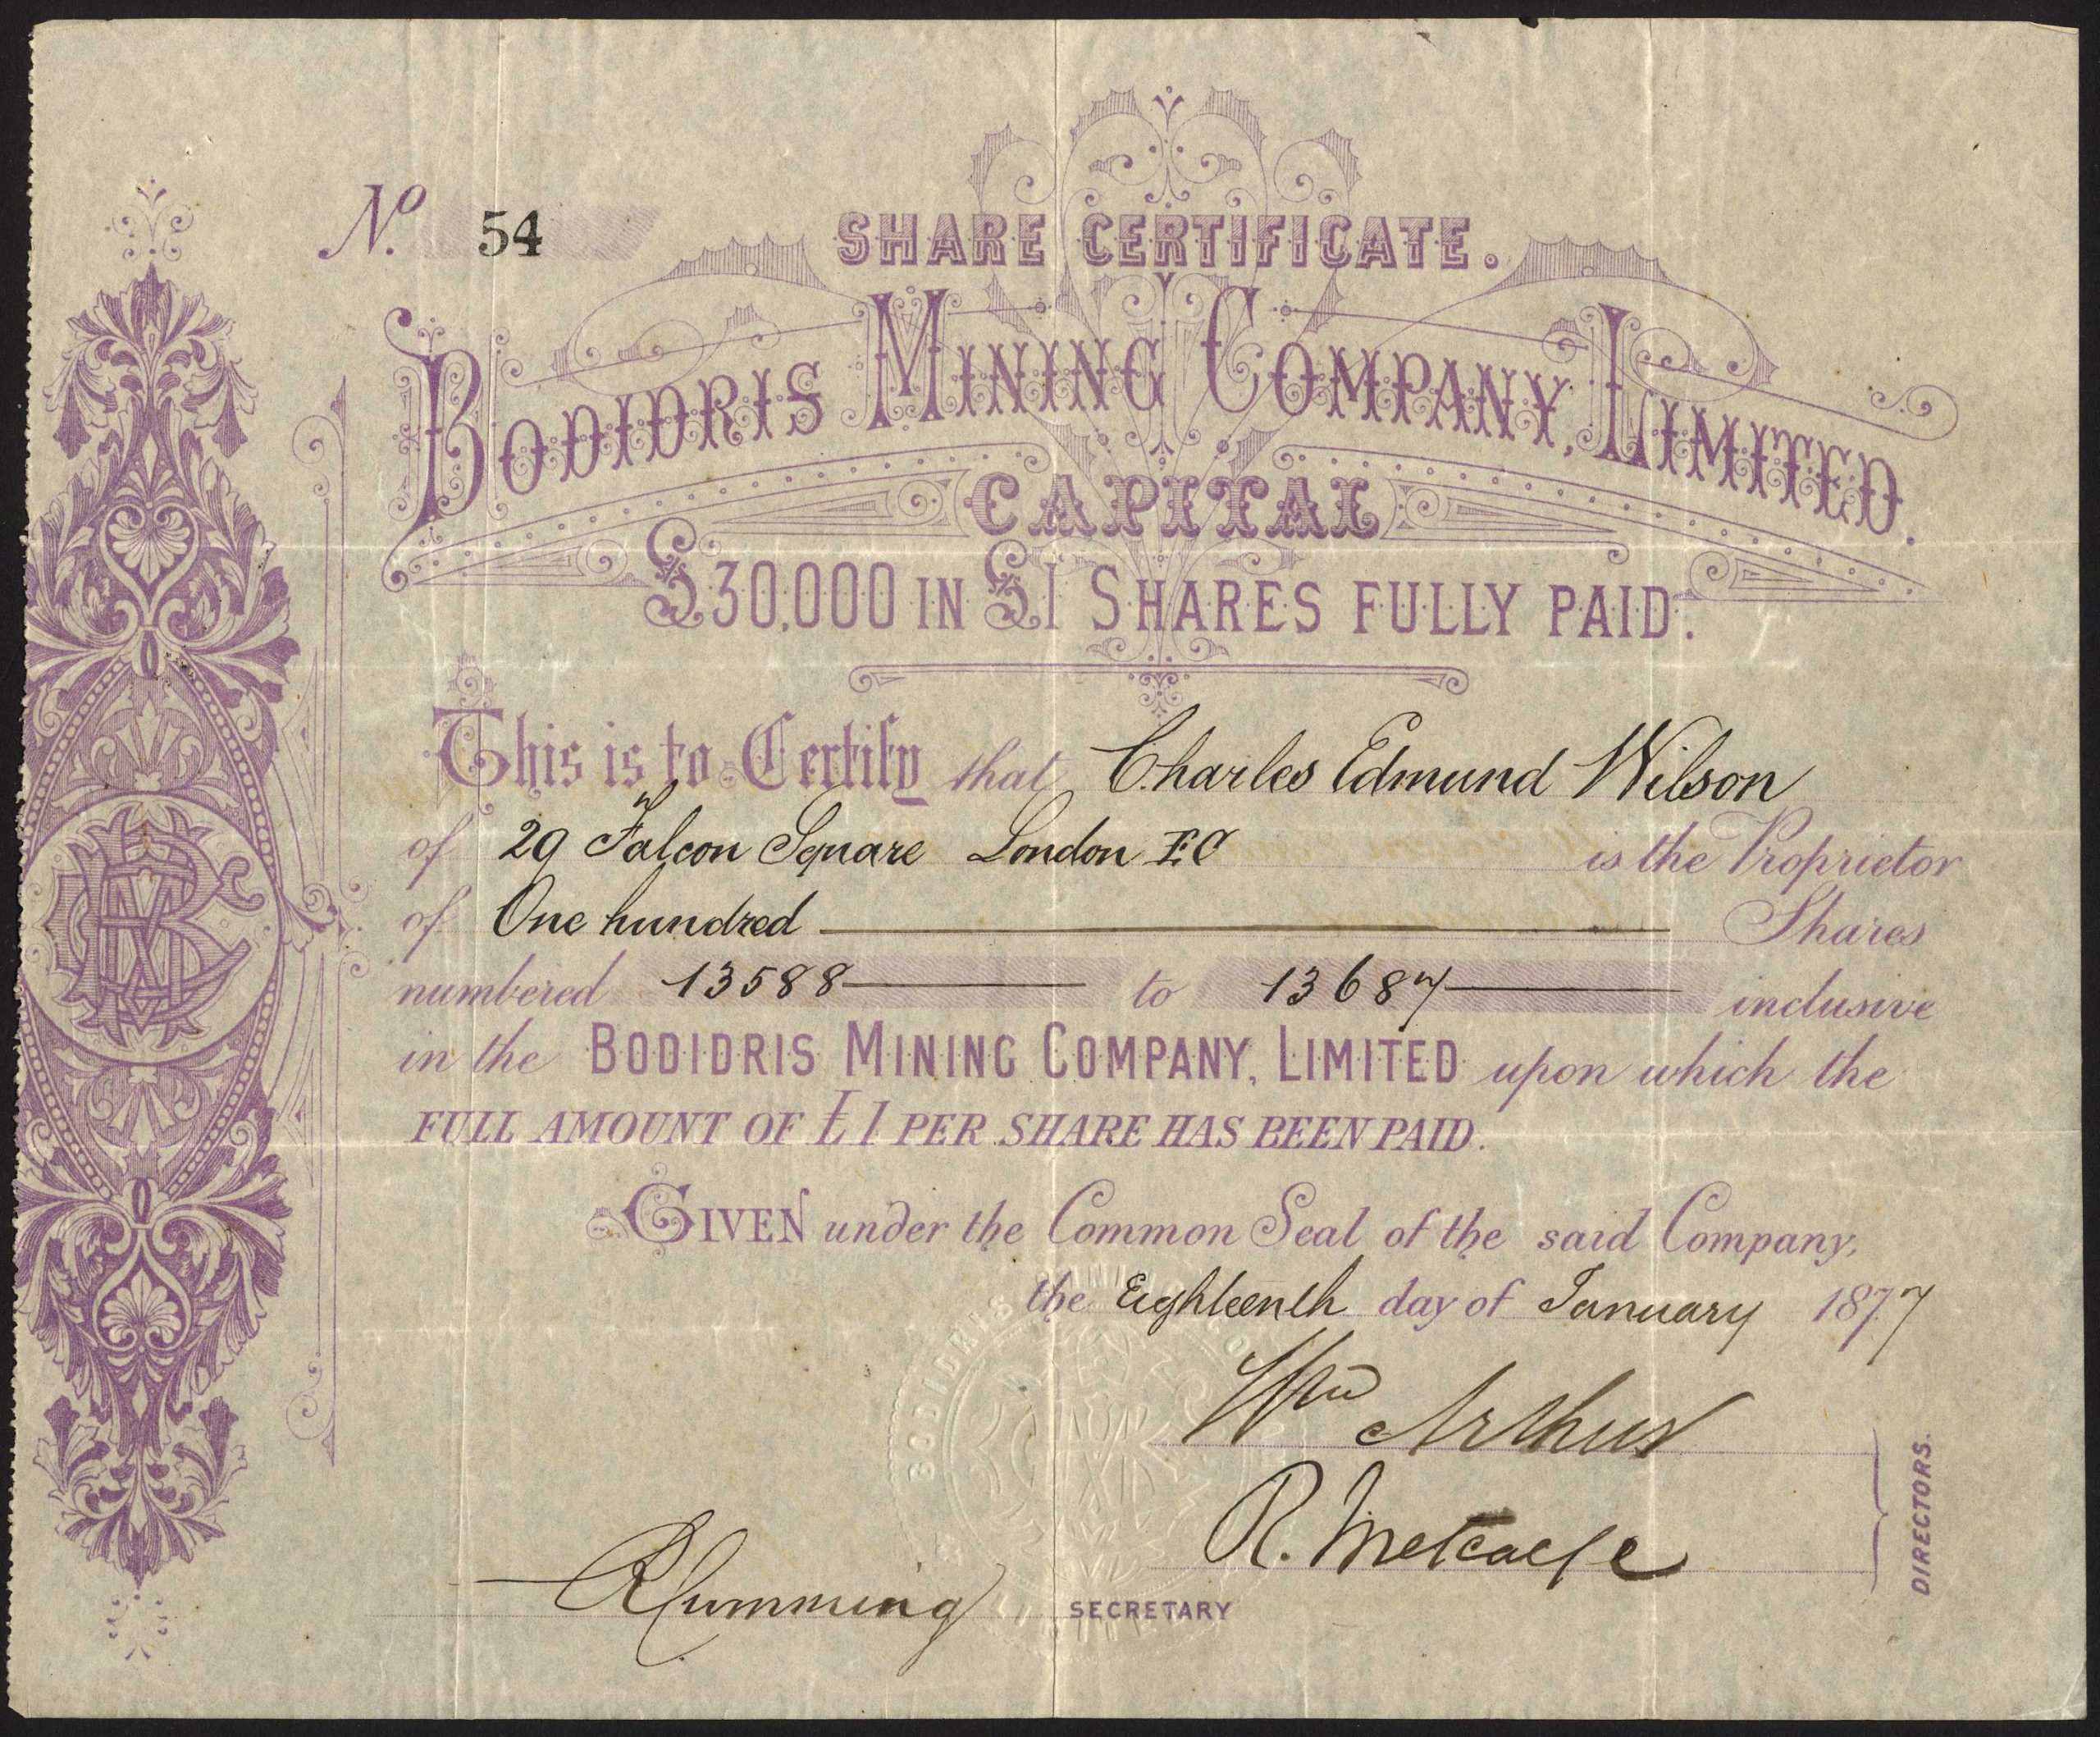 No. 54
SHARE CERTIFICATE.
BODIDRIS MINING COMPANY, LIMITED.
CAPITAL
£30,000 IN £1 SHARES FULLY PAID.
This is to Certify that Charles Edmund Wilson
of 29 Falcon Square London EC is the Proprietor
of One hundred Shares
numbered 13588 to 13687 inclusive
in the BODIDRIS MINING COMPANY, LIMITED upon which the
FULL AMOUNT OF £1 PER SHARE HAS BEEN PAID.
GIVEN under the Common Seal of the said Company,
the Eighteenth day of January 1877
Wm Arthur
R. Metcalfe
DIRECTORS.
R Cumming SECRETARY
BODIDRIS